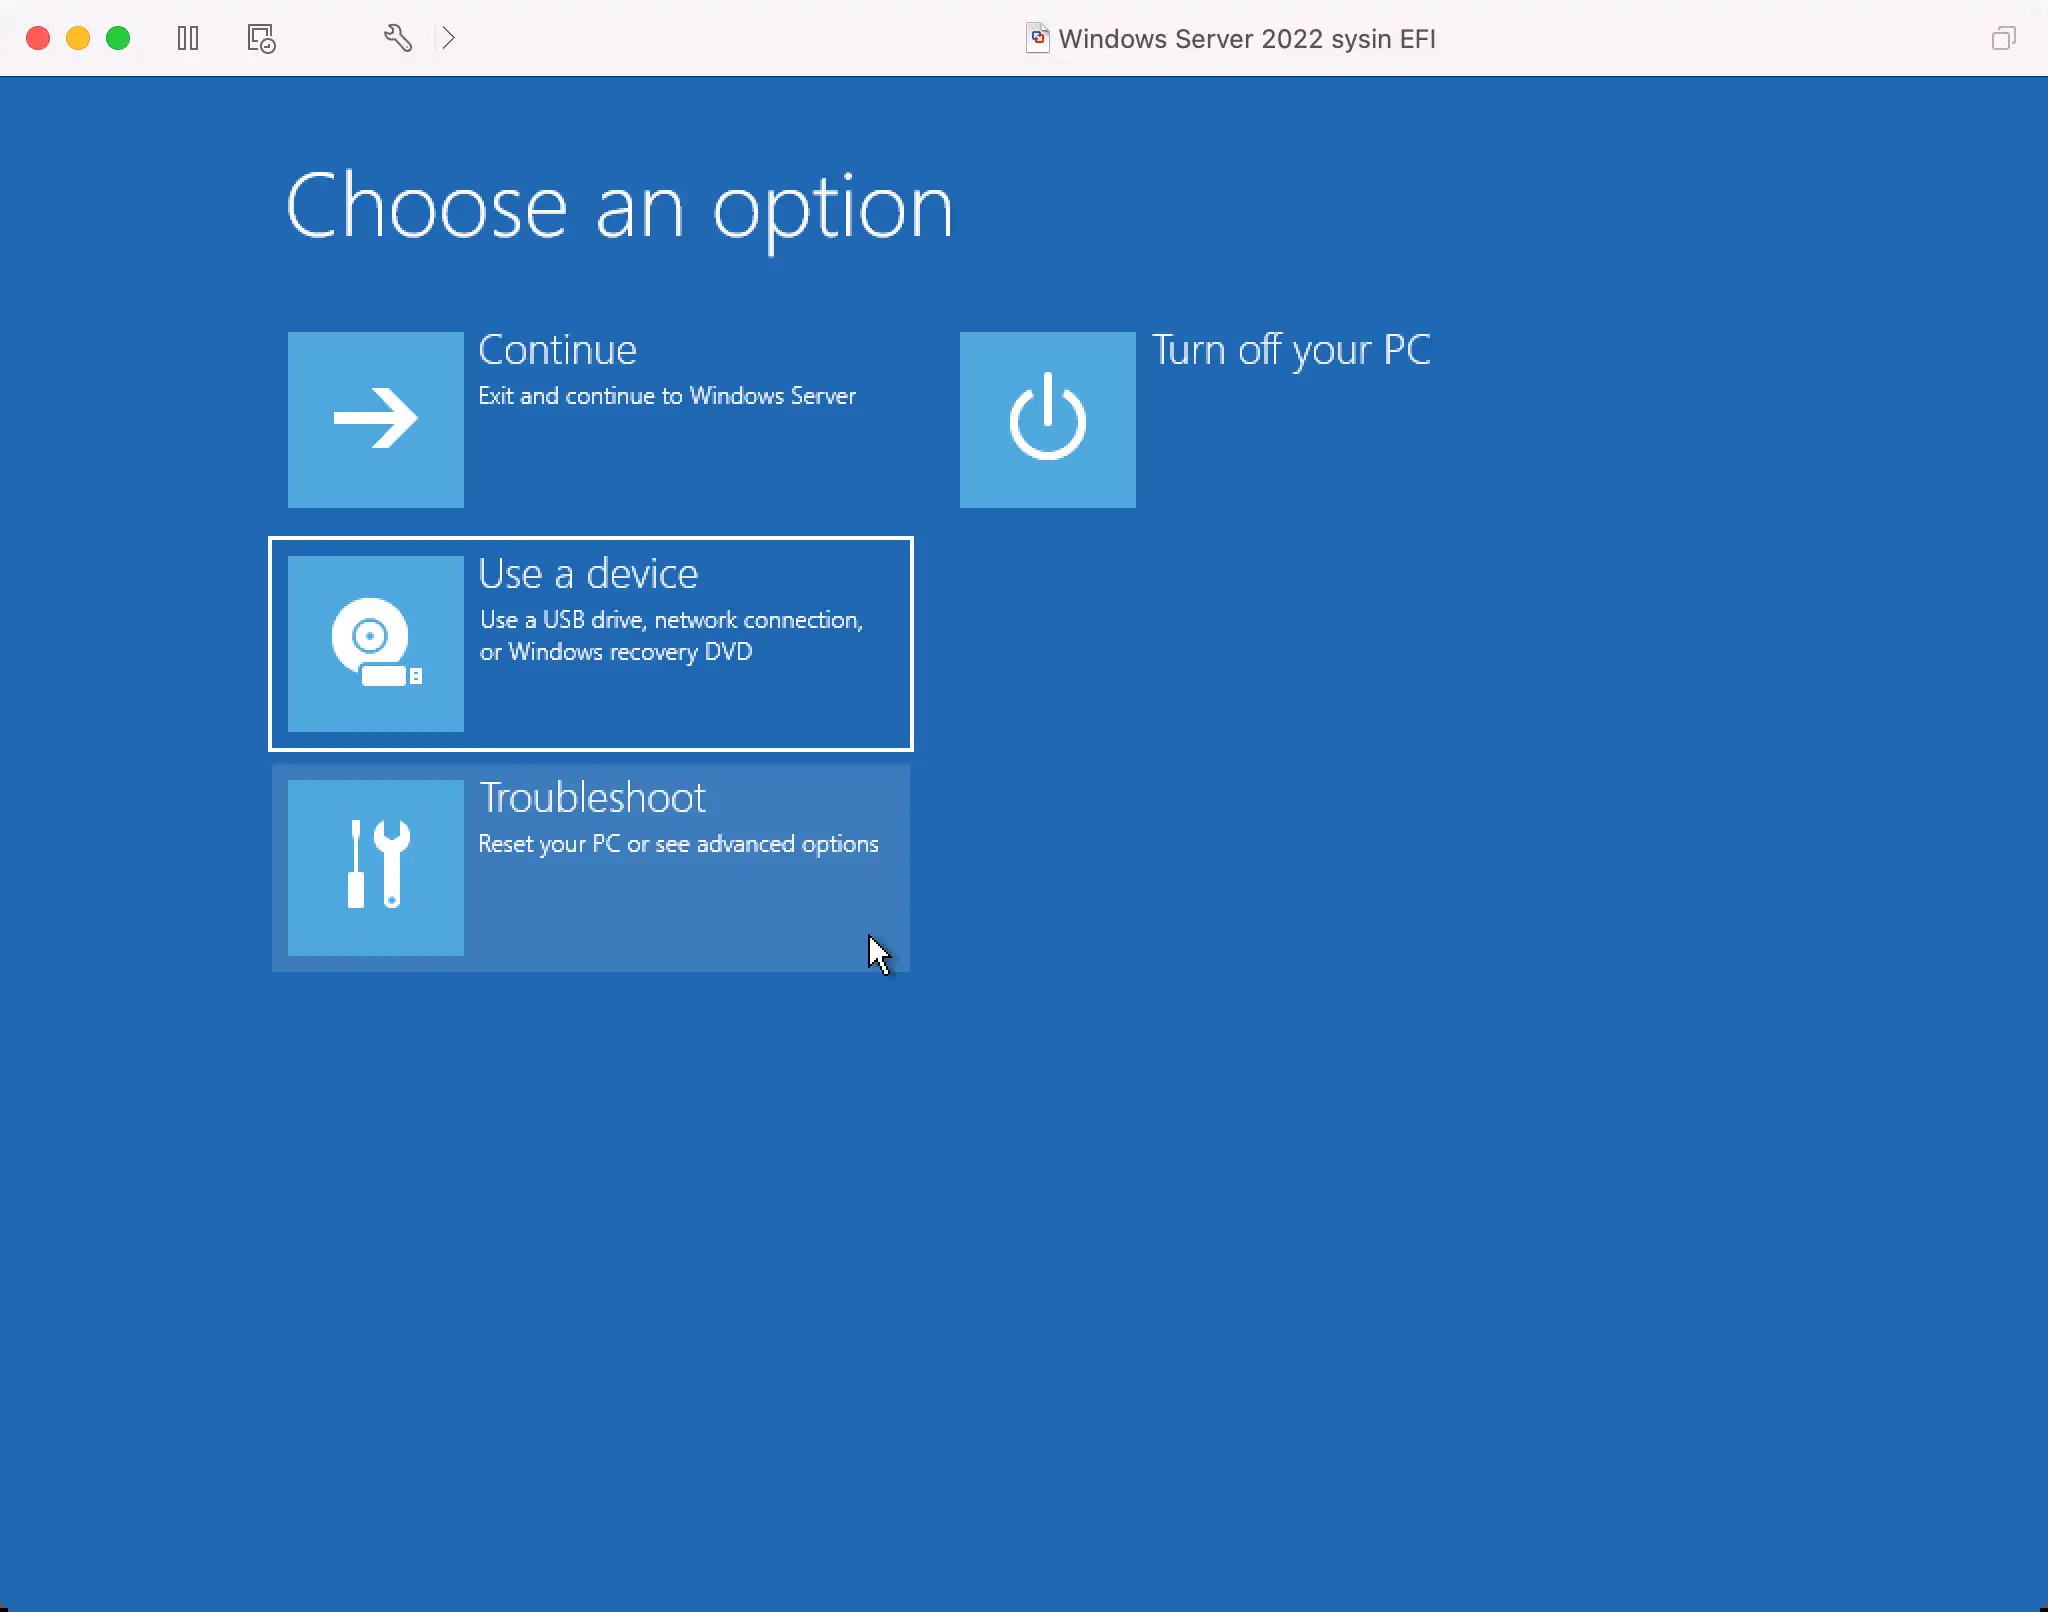 Windows Server 2022 sysin EFI
Choose an option
Continue
Exit and continue to Windows Server
Turn off your PC
Use a device
Use a USB drive, network connection,
or Windows recovery DVD
Troubleshoot
Reset your PC or see advanced options